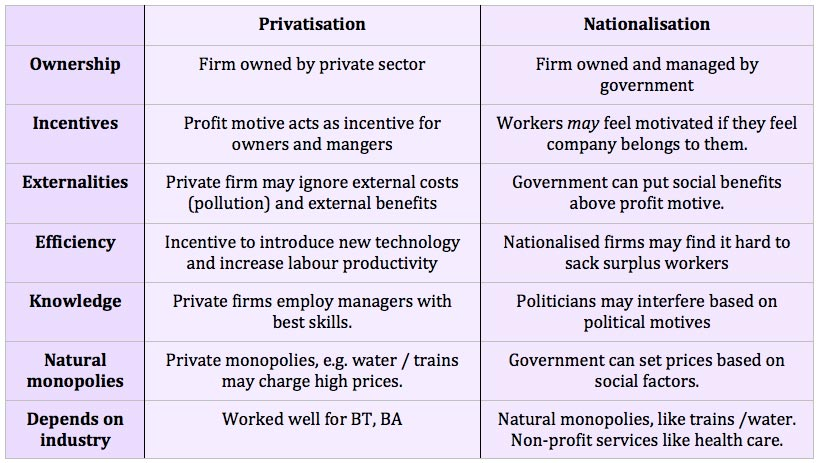 Privatisation Nationalisation
Ownership Firm owned by private sector Firm owned and managed by
government
Incentives Profit motive acts as incentive for Workers may feel motivated if they feel
owners and mangers company belongs to them.
Externalities Private firm may ignore external costs Government can put social benefits
(pollution) and external benefits above profit motive.
Efficiency Incentive to introduce new technology Nationalised firms may find it hard to
and increase labour productivity sack surplus workers
Knowledge Private firms employ managers with Politicians may interfere based on
best skills. political motives
Natural Private monopolies, e.g. water / trains Government can set prices based on
monopolies may charge high prices. social factors.
Depends on Worked well for BT, BA Natural monopolies, like trains /water.
industry Non-profit services like health care.